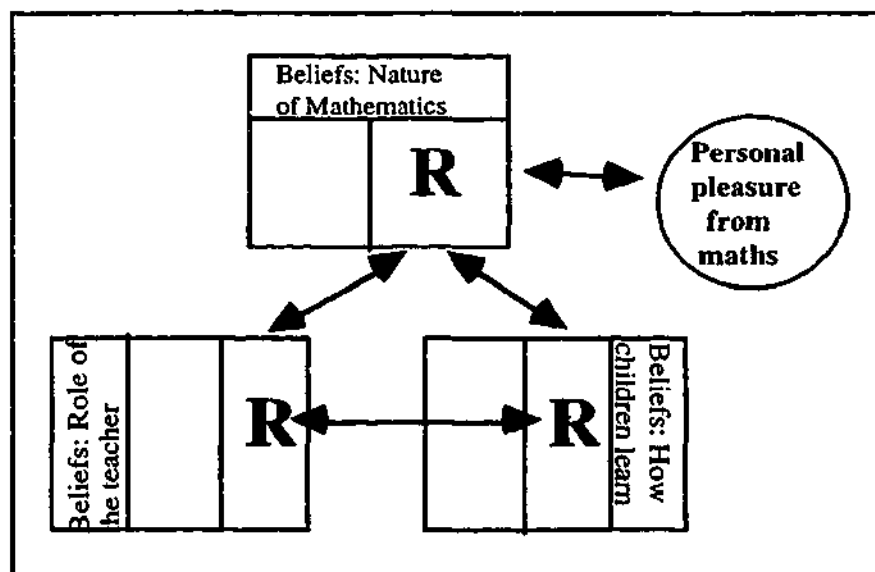 Beliefs: Nature
of Mathematics
R
Personal
pleasure
from
maths
Beliefs: Role of
the teacher
R
R
Beliefs: How
children learn